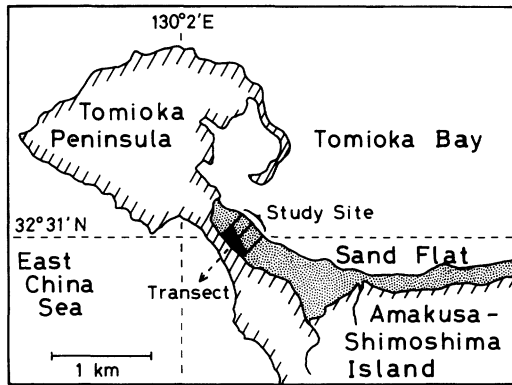 130°2'E
Tomioka
Peninsula
Tomioka Bay
Study Site
32°31'N
Sand Flat
East
China
Sea
Transect
Amakusa-
Shimoshima
Island
1 km